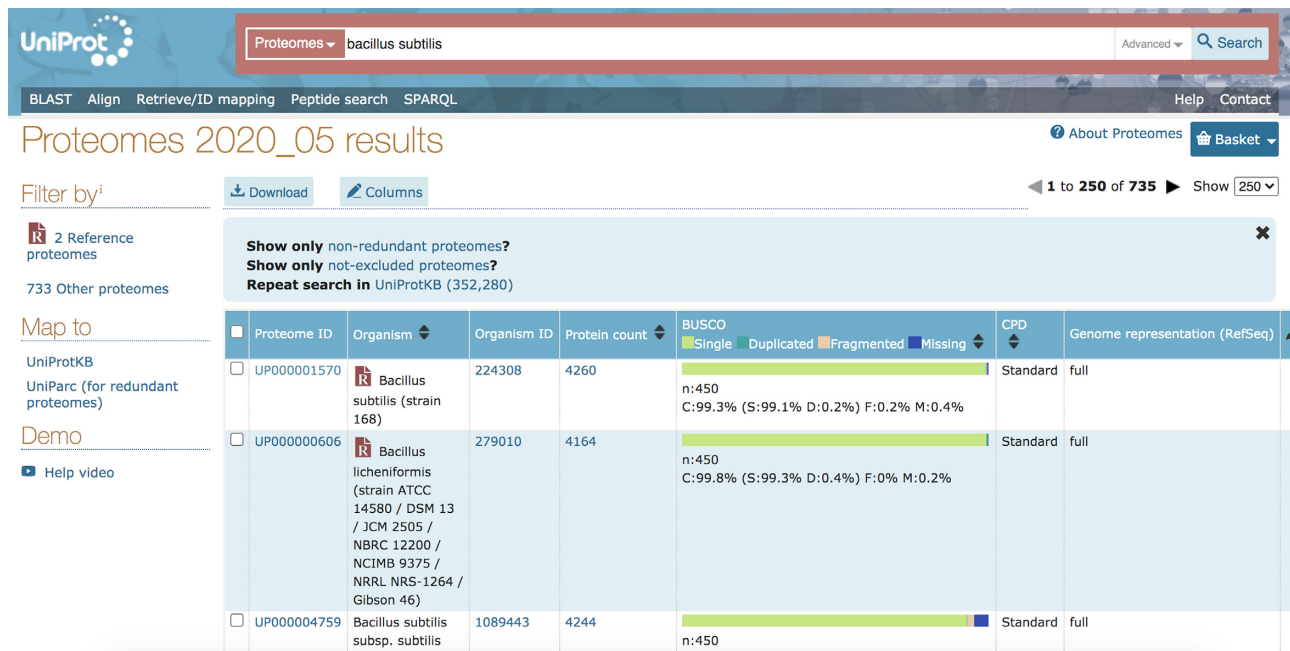 UniProt
Proteomes bacillus subtilis Advanced Search
BLAST Align Retrieve/ID mapping Peptide search SPARQL Help Contact
Proteomes 2020_05 results
About Proteomes
Basket
Filter by i
Download Columns
1 to 250 of 735 Show 250
R 2 Reference
proteomes
733 Other proteomes
Map to
UniProtKB
UniParc (for redundant
proteomes)
Demo
Help video
Show only non-redundant proteomes?
Show only not-excluded proteomes?
Repeat search in UniProtKB (352,280)
Proteome ID Organism Organism ID Protein count BUSCO CPD Genome representation (RefSeq)
Single Duplicated Fragmented Missing
UP000001570 R Bacillus 224308 4260 Standard full
subtilis (strain
168)
n:450
C:99.3% (S:99.1% D:0.2%) F:0.2% M:0.4%
UP000000606 R Bacillus 279010 4164 Standard full
licheniformis
(strain ATCC
14580 / DSM 13
/ JCM 2505 /
NBRC 12200 /
NCIMB 9375 /
NRRL NRS-1264 /
Gibson 46)
n:450
C:99.8% (S:99.3% D:0.4%) F:0% M:0.2%
UP000004759 Bacillus subtilis 1089443 4244 Standard full
subsp. subtilis
n:450